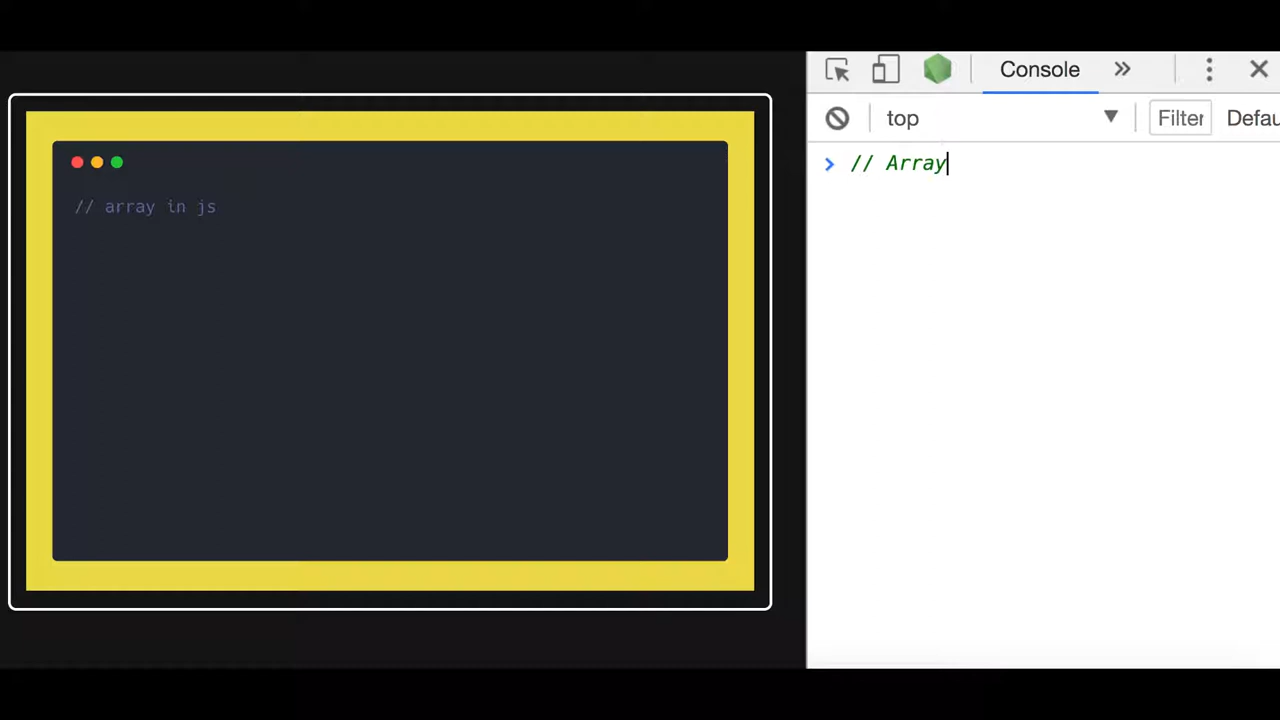 // array in js
Console
top
Filter
Defau
// Array